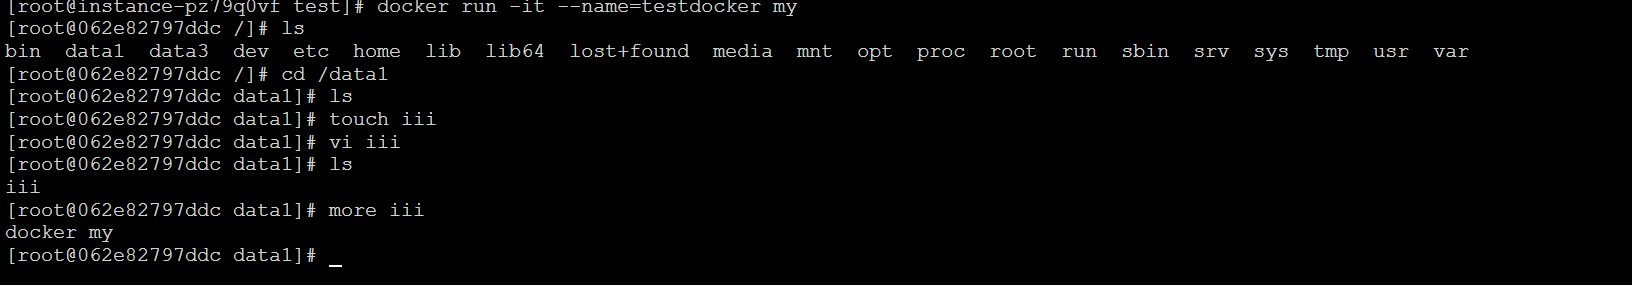 [root@instance-pz79q0vf test]# docker run -it --name=testdocker my
[root@062e82797ddc /]# ls
bin  data1  data3  dev  etc  home  lib  lib64  lost+found  media  mnt  opt  proc  root  run  sbin  srv  sys  tmp  usr  var
[root@062e82797ddc /]# cd /data1
[root@062e82797ddc data1]# ls
[root@062e82797ddc data1]# touch iii
[root@062e82797ddc data1]# vi iii
[root@062e82797ddc data1]# ls
iii
[root@062e82797ddc data1]# more iii
docker my
[root@062e82797ddc data1]# _